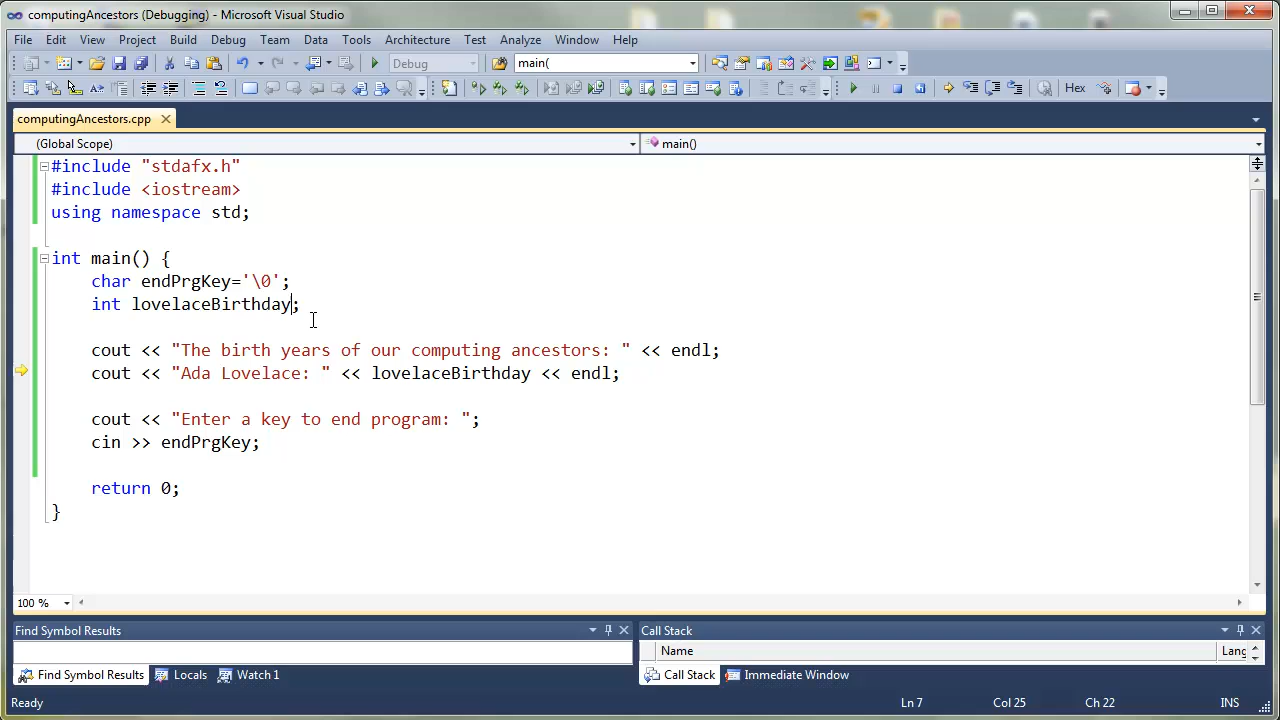 computingAncestors (Debugging) - Microsoft Visual Studio
File Edit View Project Build Debug Team Data Tools Architecture Test Analyze Window Help
Debug main(
Hex
computingAncestors.cpp
(Global Scope) main()
#include "stdafx.h"
#include <iostream>
using namespace std;
int main() {
char endPrgKey='\0';
int lovelaceBirthday;
cout << "The birth years of our computing ancestors: " << endl;
cout << "Ada Lovelace: " << lovelaceBirthday << endl;
cout << "Enter a key to end program: ";
cin >> endPrgKey;
return 0;
}
100 %
Find Symbol Results Call Stack
Name Lang
Find Symbol Results Locals Watch 1 Call Stack Immediate Window
Ready Ln 7 Col 25 Ch 22 INS